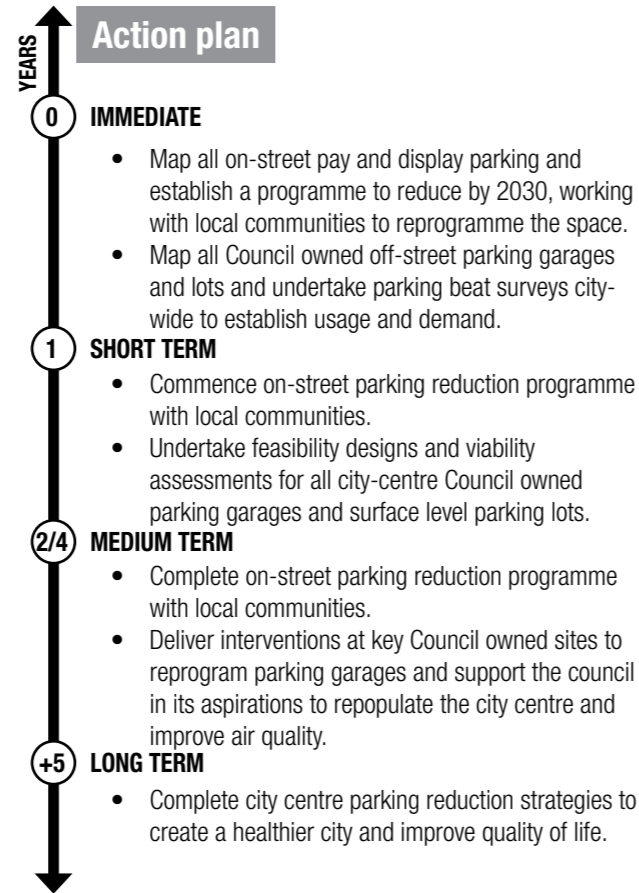 Action plan
YEARS
0
IMMEDIATE
• Map all on-street pay and display parking and
establish a programme to reduce by 2030, working
with local communities to reprogramme the space.
• Map all Council owned off-street parking garages
and lots and undertake parking beat surveys city-
wide to establish usage and demand.
1
SHORT TERM
• Commence on-street parking reduction programme
with local communities.
• Undertake feasibility designs and viability
assessments for all city-centre Council owned
parking garages and surface level parking lots.
2/4
MEDIUM TERM
• Complete on-street parking reduction programme
with local communities.
• Deliver interventions at key Council owned sites to
reprogram parking garages and support the council
in its aspirations to repopulate the city centre and
improve air quality.
+5
LONG TERM
• Complete city centre parking reduction strategies to
create a healthier city and improve quality of life.